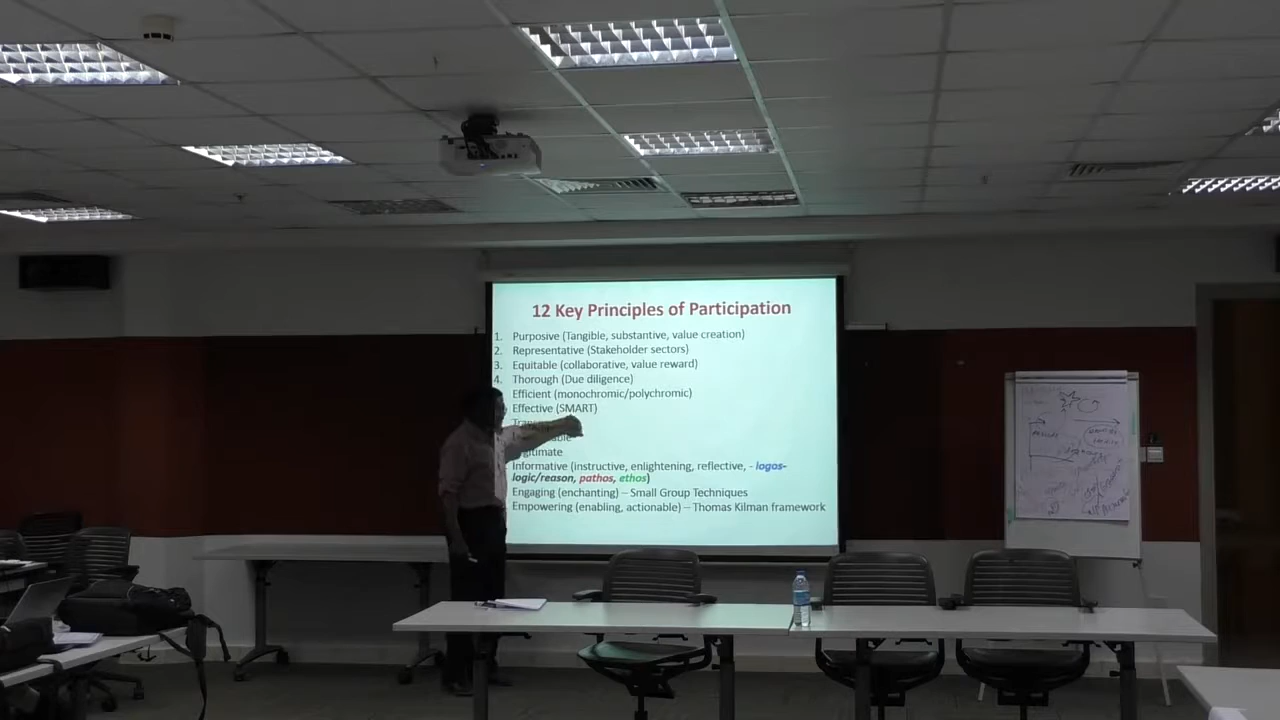 12 Key Principles of Participation
1. Purposive (Tangible, substantive, value creation)
2. Representative (Stakeholder sectors)
3. Equitable (collaborative, value reward)
4. Thorough (Due diligence)
Efficient (monochromic/polychromic)
Effective (SMART)
Informative (instructive, enlightening, reflective, - logos-
logic/reason, pathos, ethos)
Engaging (enchanting) – Small Group Techniques
Empowering (enabling, actionable) – Thomas Kilman framework